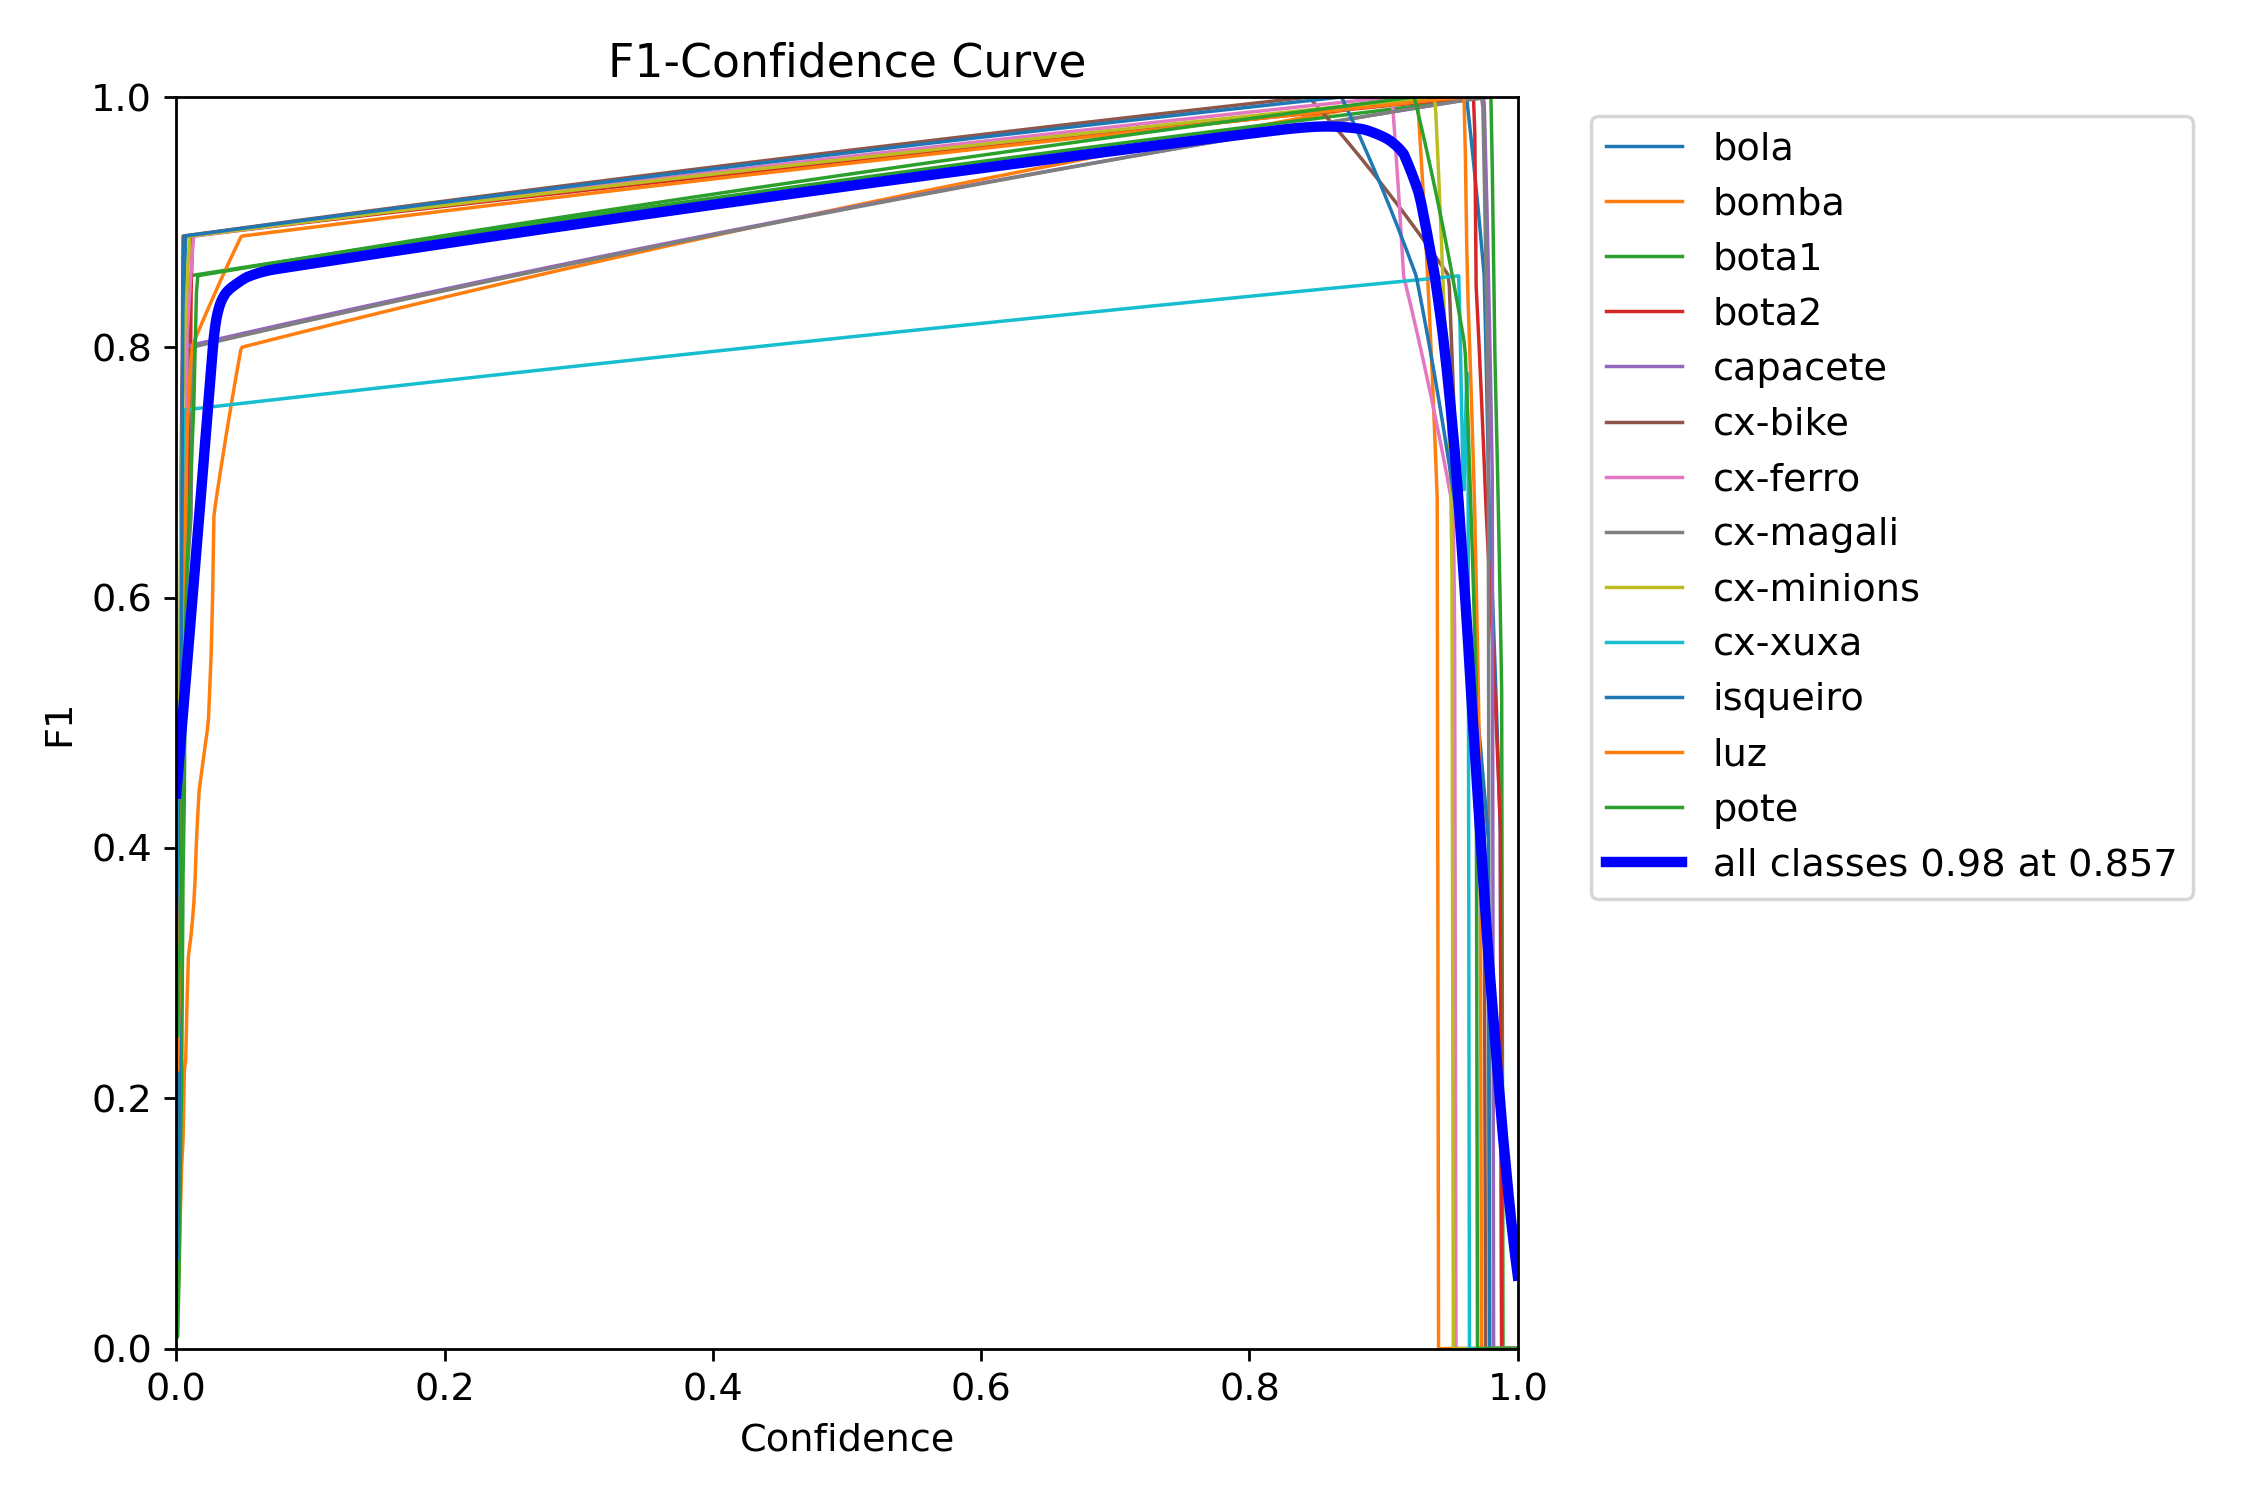 F1-Confidence Curve
1.0
0.8
0.6
0.4
0.2
0.0
F1
0.0 0.2 0.4 0.6 0.8 1.0
Confidence
bola
bomba
bota1
bota2
capacete
cx-bike
cx-ferro
cx-magali
cx-minions
cx-xuxa
isqueiro
luz
pote
all classes 0.98 at 0.857